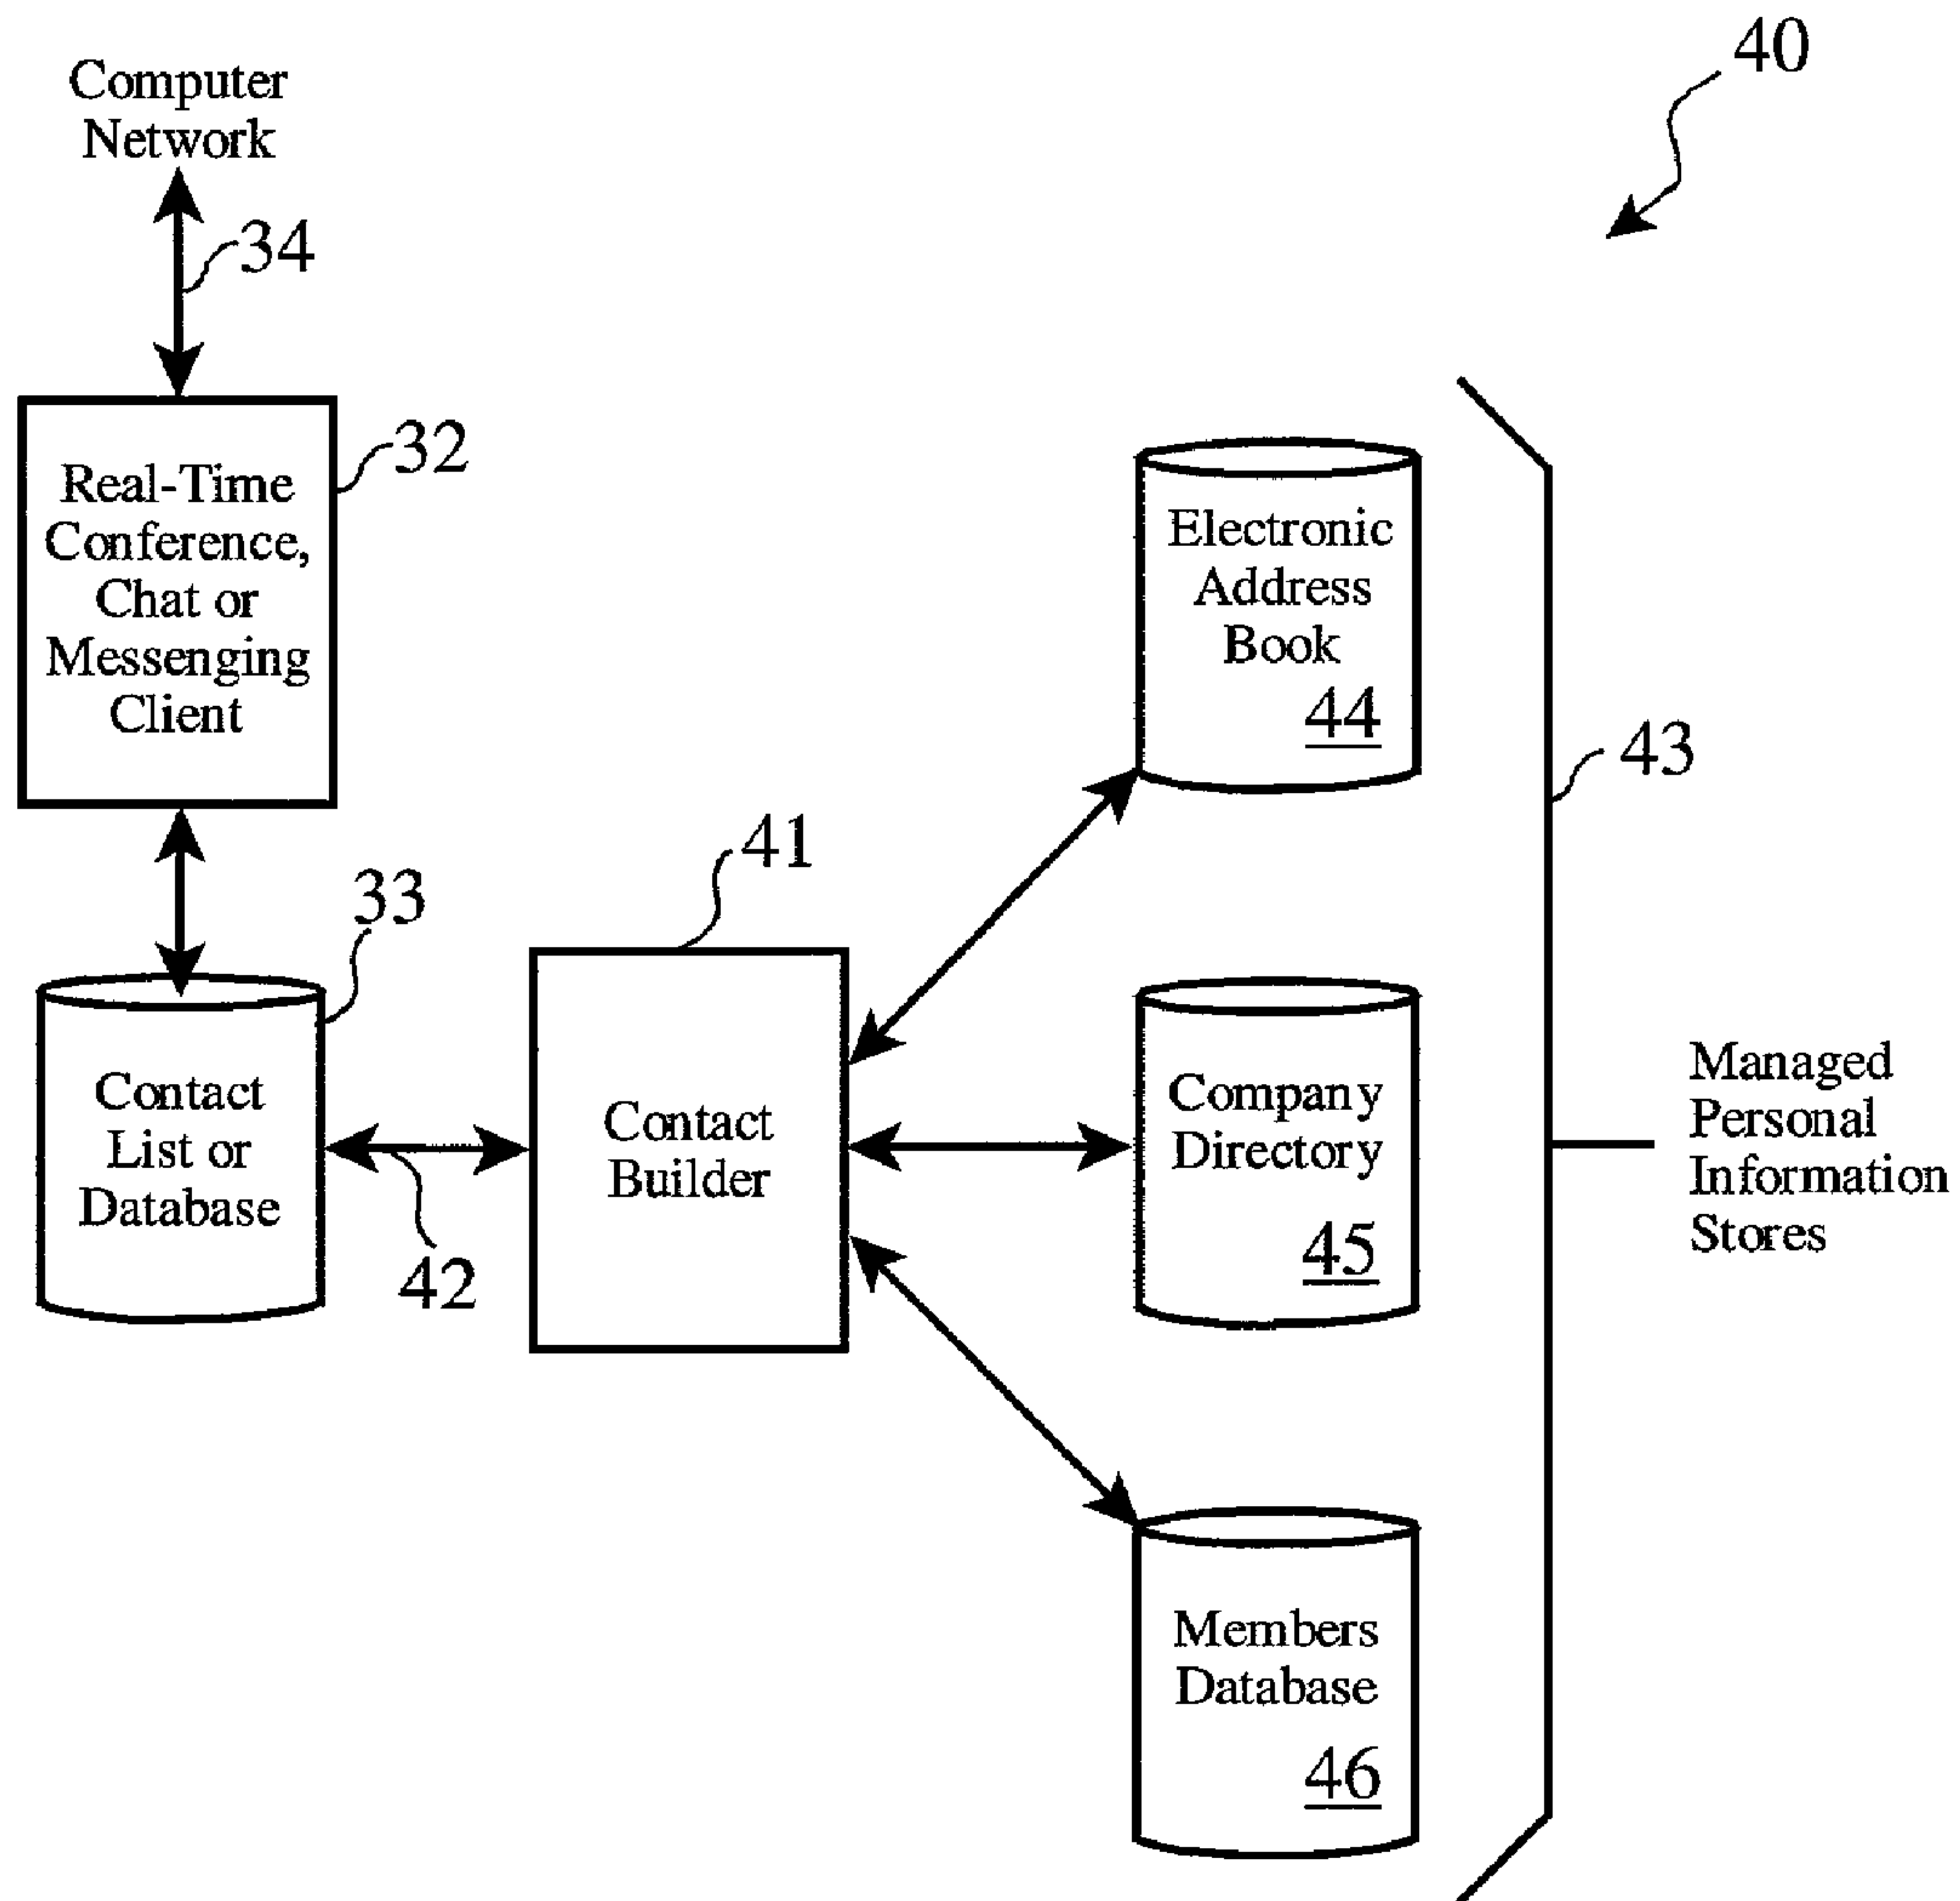 40
Computer
Network
34
32
Real-Time
Conference,
Chat or
Messenging
Client
Electronic
Address
Book
44
43
41
33
Contact
List or
Database
42
Contact
Builder
Company
Directory
45
Managed
Personal
Information
Stores
Members
Database
46